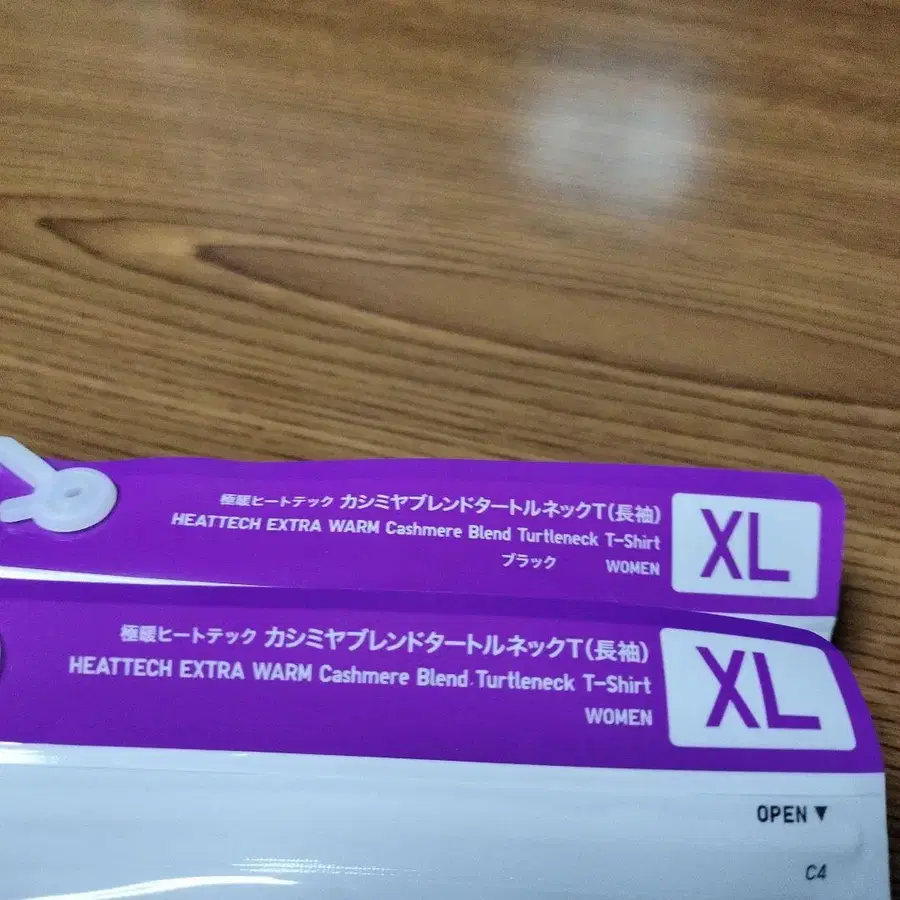 極暖ヒートテック カシミヤブレンドタートルネックT(長袖)
HEATTECH EXTRA WARM Cashmere Blend Turtleneck T-Shirt
ブラック WOMEN
XL
極暖ヒートテック カシミヤブレンドタートルネックT(長袖)
HEATTECH EXTRA WARM Cashmere Blend Turtleneck T-Shirt
WOMEN
XL
OPEN ▼
C4